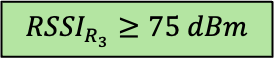 RSSI_{R_3} ≥ 75 dBm